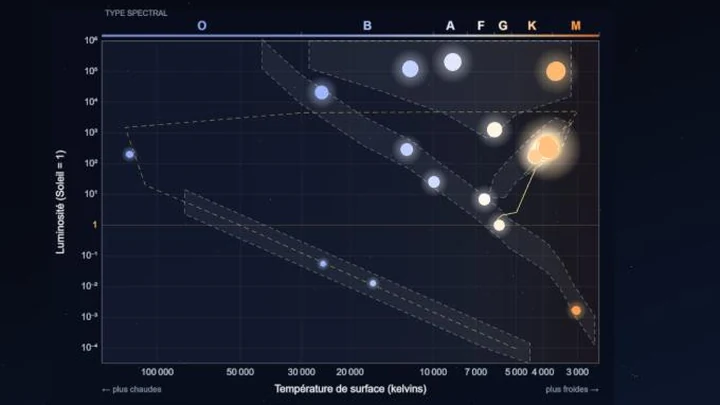 TYPE SPECTRAL
O B A F G K M
10⁶
10⁵
10⁴
10³
10²
10¹
1
10⁻¹
10⁻²
10⁻³
10⁻⁴
Luminosité (Soleil = 1)
100 000 50 000 30 000 20 000 10 000 7 000 5 000 4 000 3 000
← plus chaudes Température de surface (kelvins) plus froides →